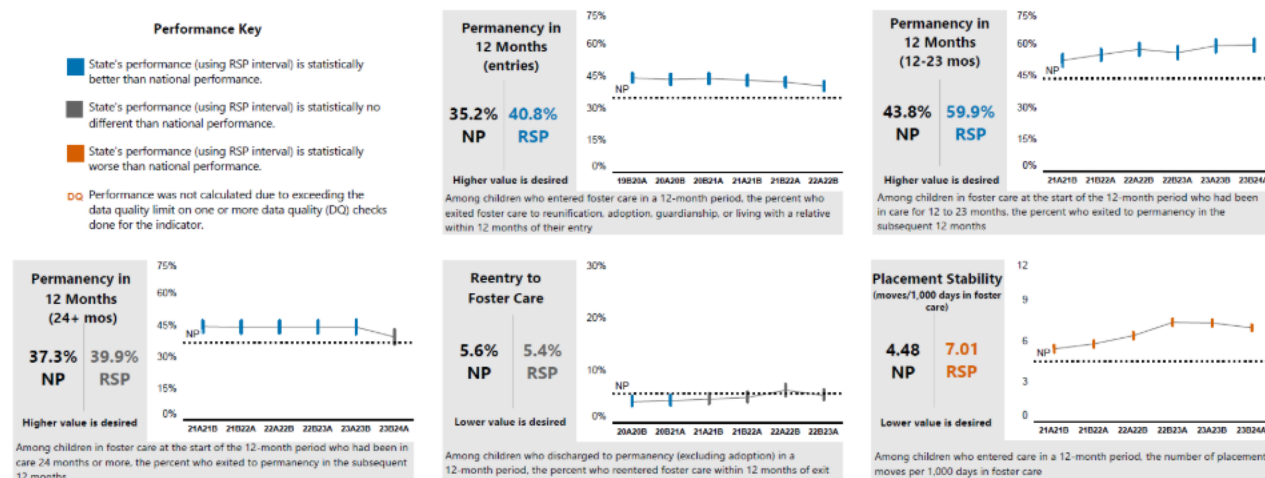 Performance Key
State's performance (using RSP interval) is statistically
better than national performance.
State's performance (using RSP interval) is statistically no
different than national performance.
State's performance (using RSP interval) is statistically
worse than national performance.
DQ Performance was not calculated due to exceeding the
data quality limit on one or more data quality (DQ) checks
done for the indicator.
Permanency in
12 Months
(entries)
35.2% 40.8%
NP RSP
Higher value is desired
75%
60%
45%
NP
30%
15%
0%
19B20A 20A20B 20B21A 21A21B 21B22A 22A22B
Among children who entered foster care in a 12-month period, the percent who
exited foster care to reunification, adoption, guardianship, or living with a relative
within 12 months of their entry
Permanency in
12 Months
(12-23 mos)
43.8% 59.9%
NP RSP
Higher value is desired
75%
60%
45%
NP
30%
15%
0%
21A21B 21B22A 22A22B 22B23A 23A23B 23B24A
Among children in foster care at the start of the 12-month period who had been
in care for 12 to 23 months, the percent who exited to permanency in the
subsequent 12 months
Permanency in
12 Months
(24+ mos)
37.3% 39.9%
NP RSP
Higher value is desired
75%
60%
45%
NP
30%
15%
0%
21A21B 21B22A 22A22B 22B23A 23A23B 23B24A
Among children in foster care at the start of the 12-month period who had been in
care 24 months or more, the percent who exited to permanency in the subsequent
12 months
Reentry to
Foster Care
5.6% 5.4%
NP RSP
Lower value is desired
30%
20%
10%
NP
0%
20A20B 20B21A 21A21B 21B22A 22A22B 22B23A
Among children who discharged to permanency (excluding adoption) in a
12-month period, the percent who reentered foster care within 12 months of exit
Placement Stability
(moves/1,000 days in foster
care)
4.48 7.01
NP RSP
Lower value is desired
12
9
6
NP
3
0
21A21B 21B22A 22A22B 22B23A 23A23B 23B24A
Among children who entered care in a 12-month period, the number of placement
moves per 1,000 days in foster care